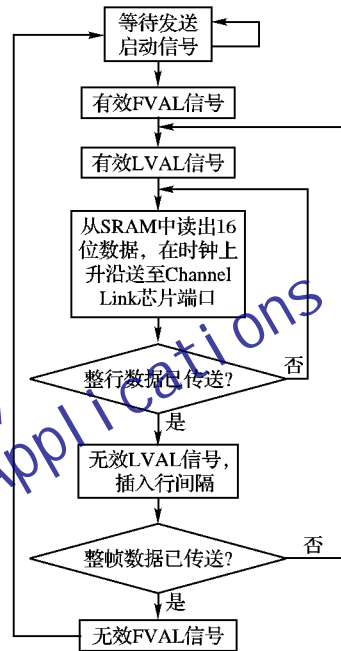 等待发送
启动信号
有效FVAL信号
有效LVAL信号
从SRAM中读出16
位数据，在时钟上
升沿送至Channel
Link芯片端口
整行数据已传送?
否
是
无效LVAL信号，
插入行间隔
整帧数据已传送?
否
是
无效FVAL信号
Applications